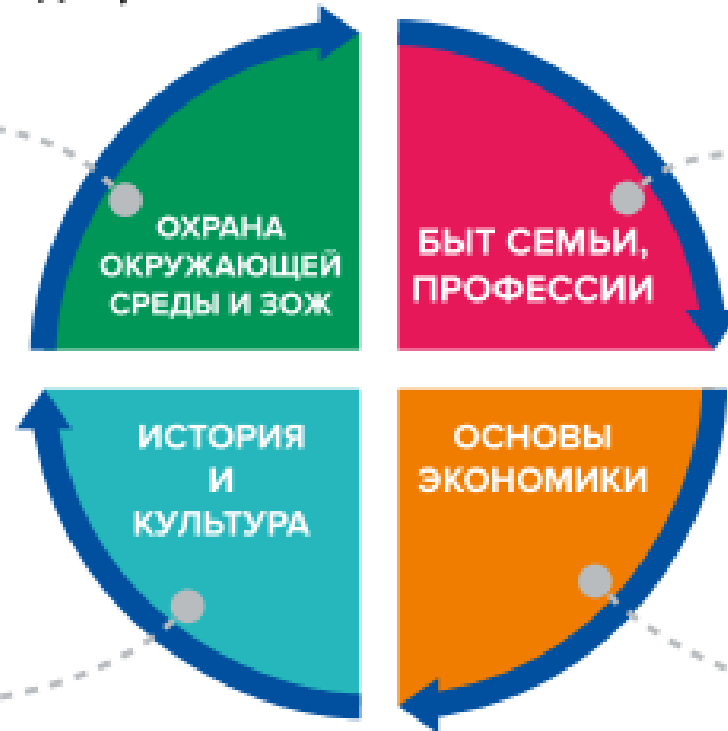 ОХРАНА
ОКРУЖАЮЩЕЙ
СРЕДЫ И ЗОЖ
БЫТ СЕМЬИ,
ПРОФЕССИИ
ИСТОРИЯ
И
КУЛЬТУРА
ОСНОВЫ
ЭКОНОМИКИ